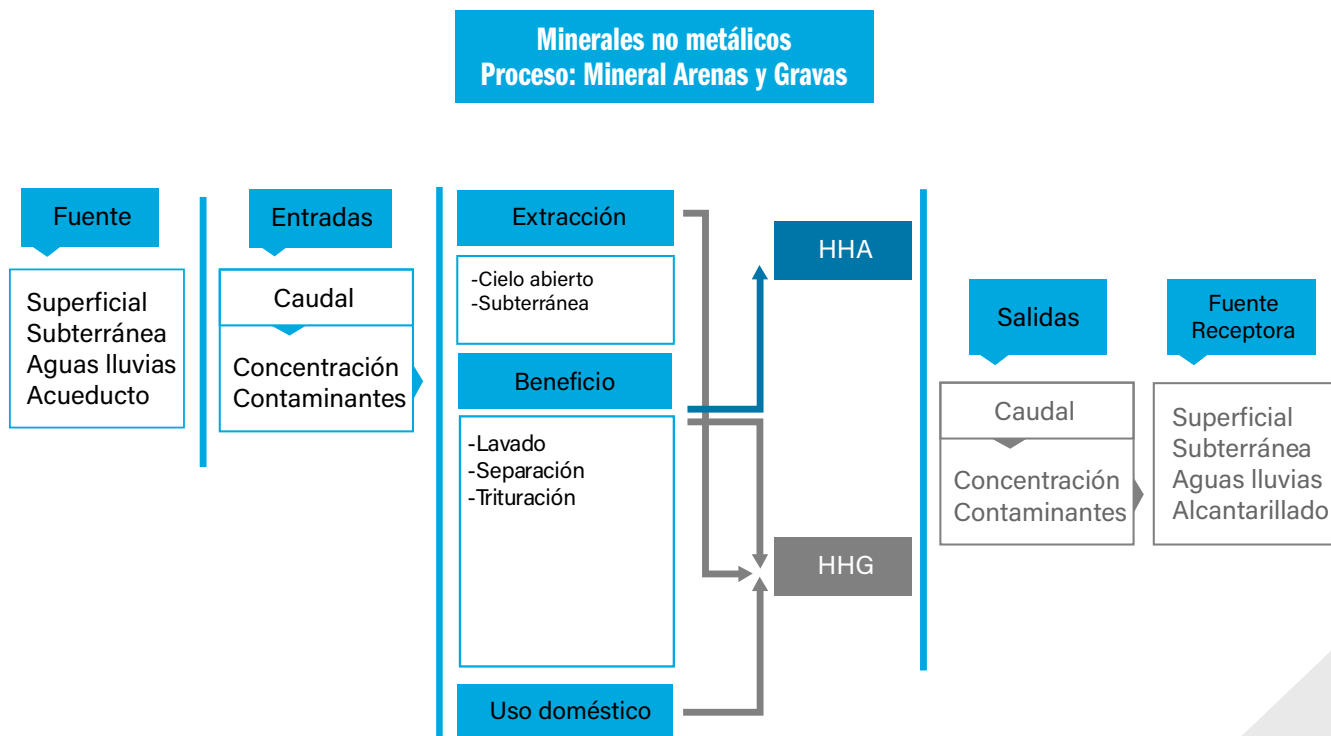 Minerales no metálicos
Proceso: Mineral Arenas y Gravas
Fuente
Superficial
Subterránea
Aguas lluvias
Acueducto
Entradas
Caudal
Concentración
Contaminantes
Extracción
-Cielo abierto
-Subterránea
Beneficio
-Lavado
-Separación
-Trituración
Uso doméstico
HHA
HHG
Salidas
Caudal
Concentración
Contaminantes
Fuente
Receptora
Superficial
Subterránea
Aguas lluvias
Alcantarillado